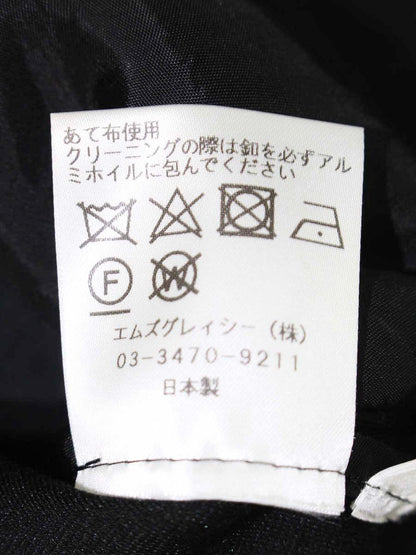 あて布使用
クリーニングの際は釦を必ずアル
ミホイルに包んでください
F W
エムズグレイシー（株）
03-3470-9211
日本製